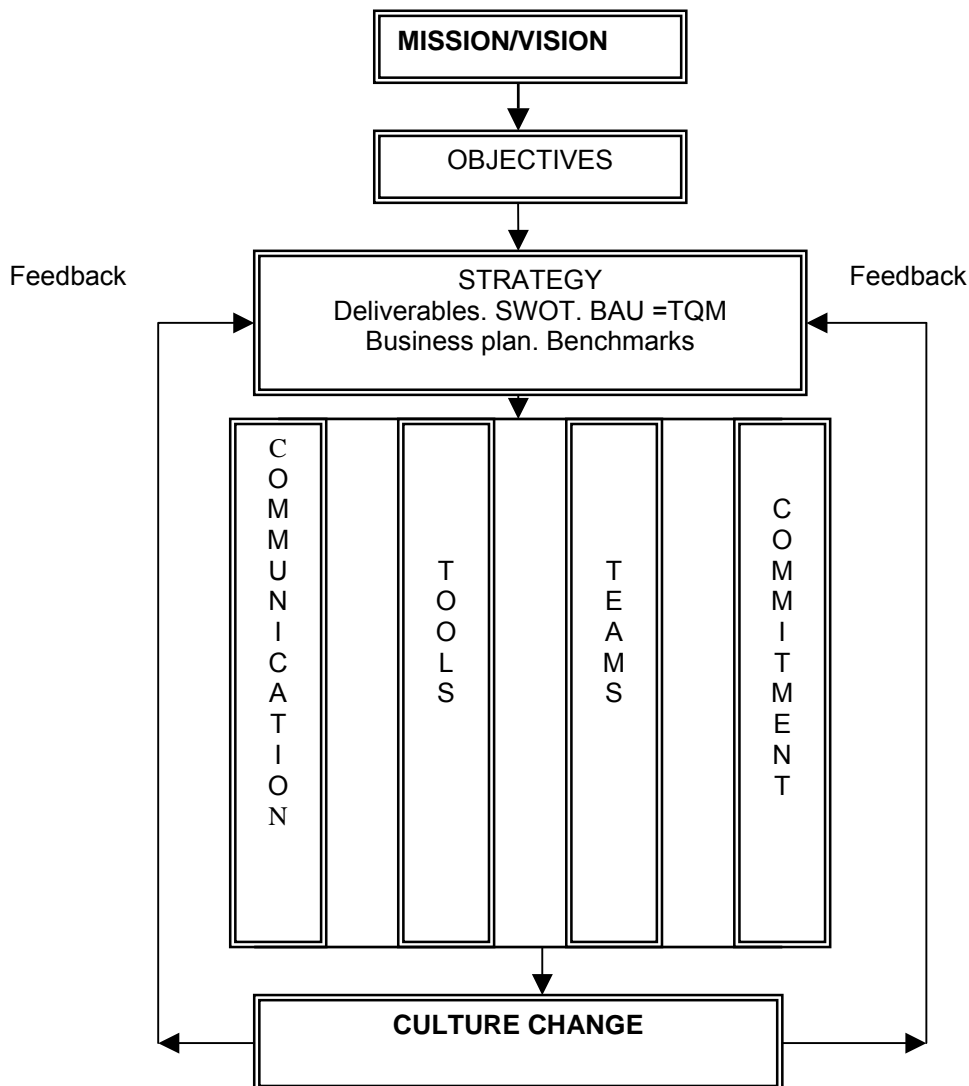 MISSION/VISION
OBJECTIVES
Feedback
STRATEGY
Deliverables. SWOT. BAU =TQM
Business plan. Benchmarks
Feedback
COMMUNICATION
TOOLS
TEAMS
COMMITMENT
CULTURE CHANGE